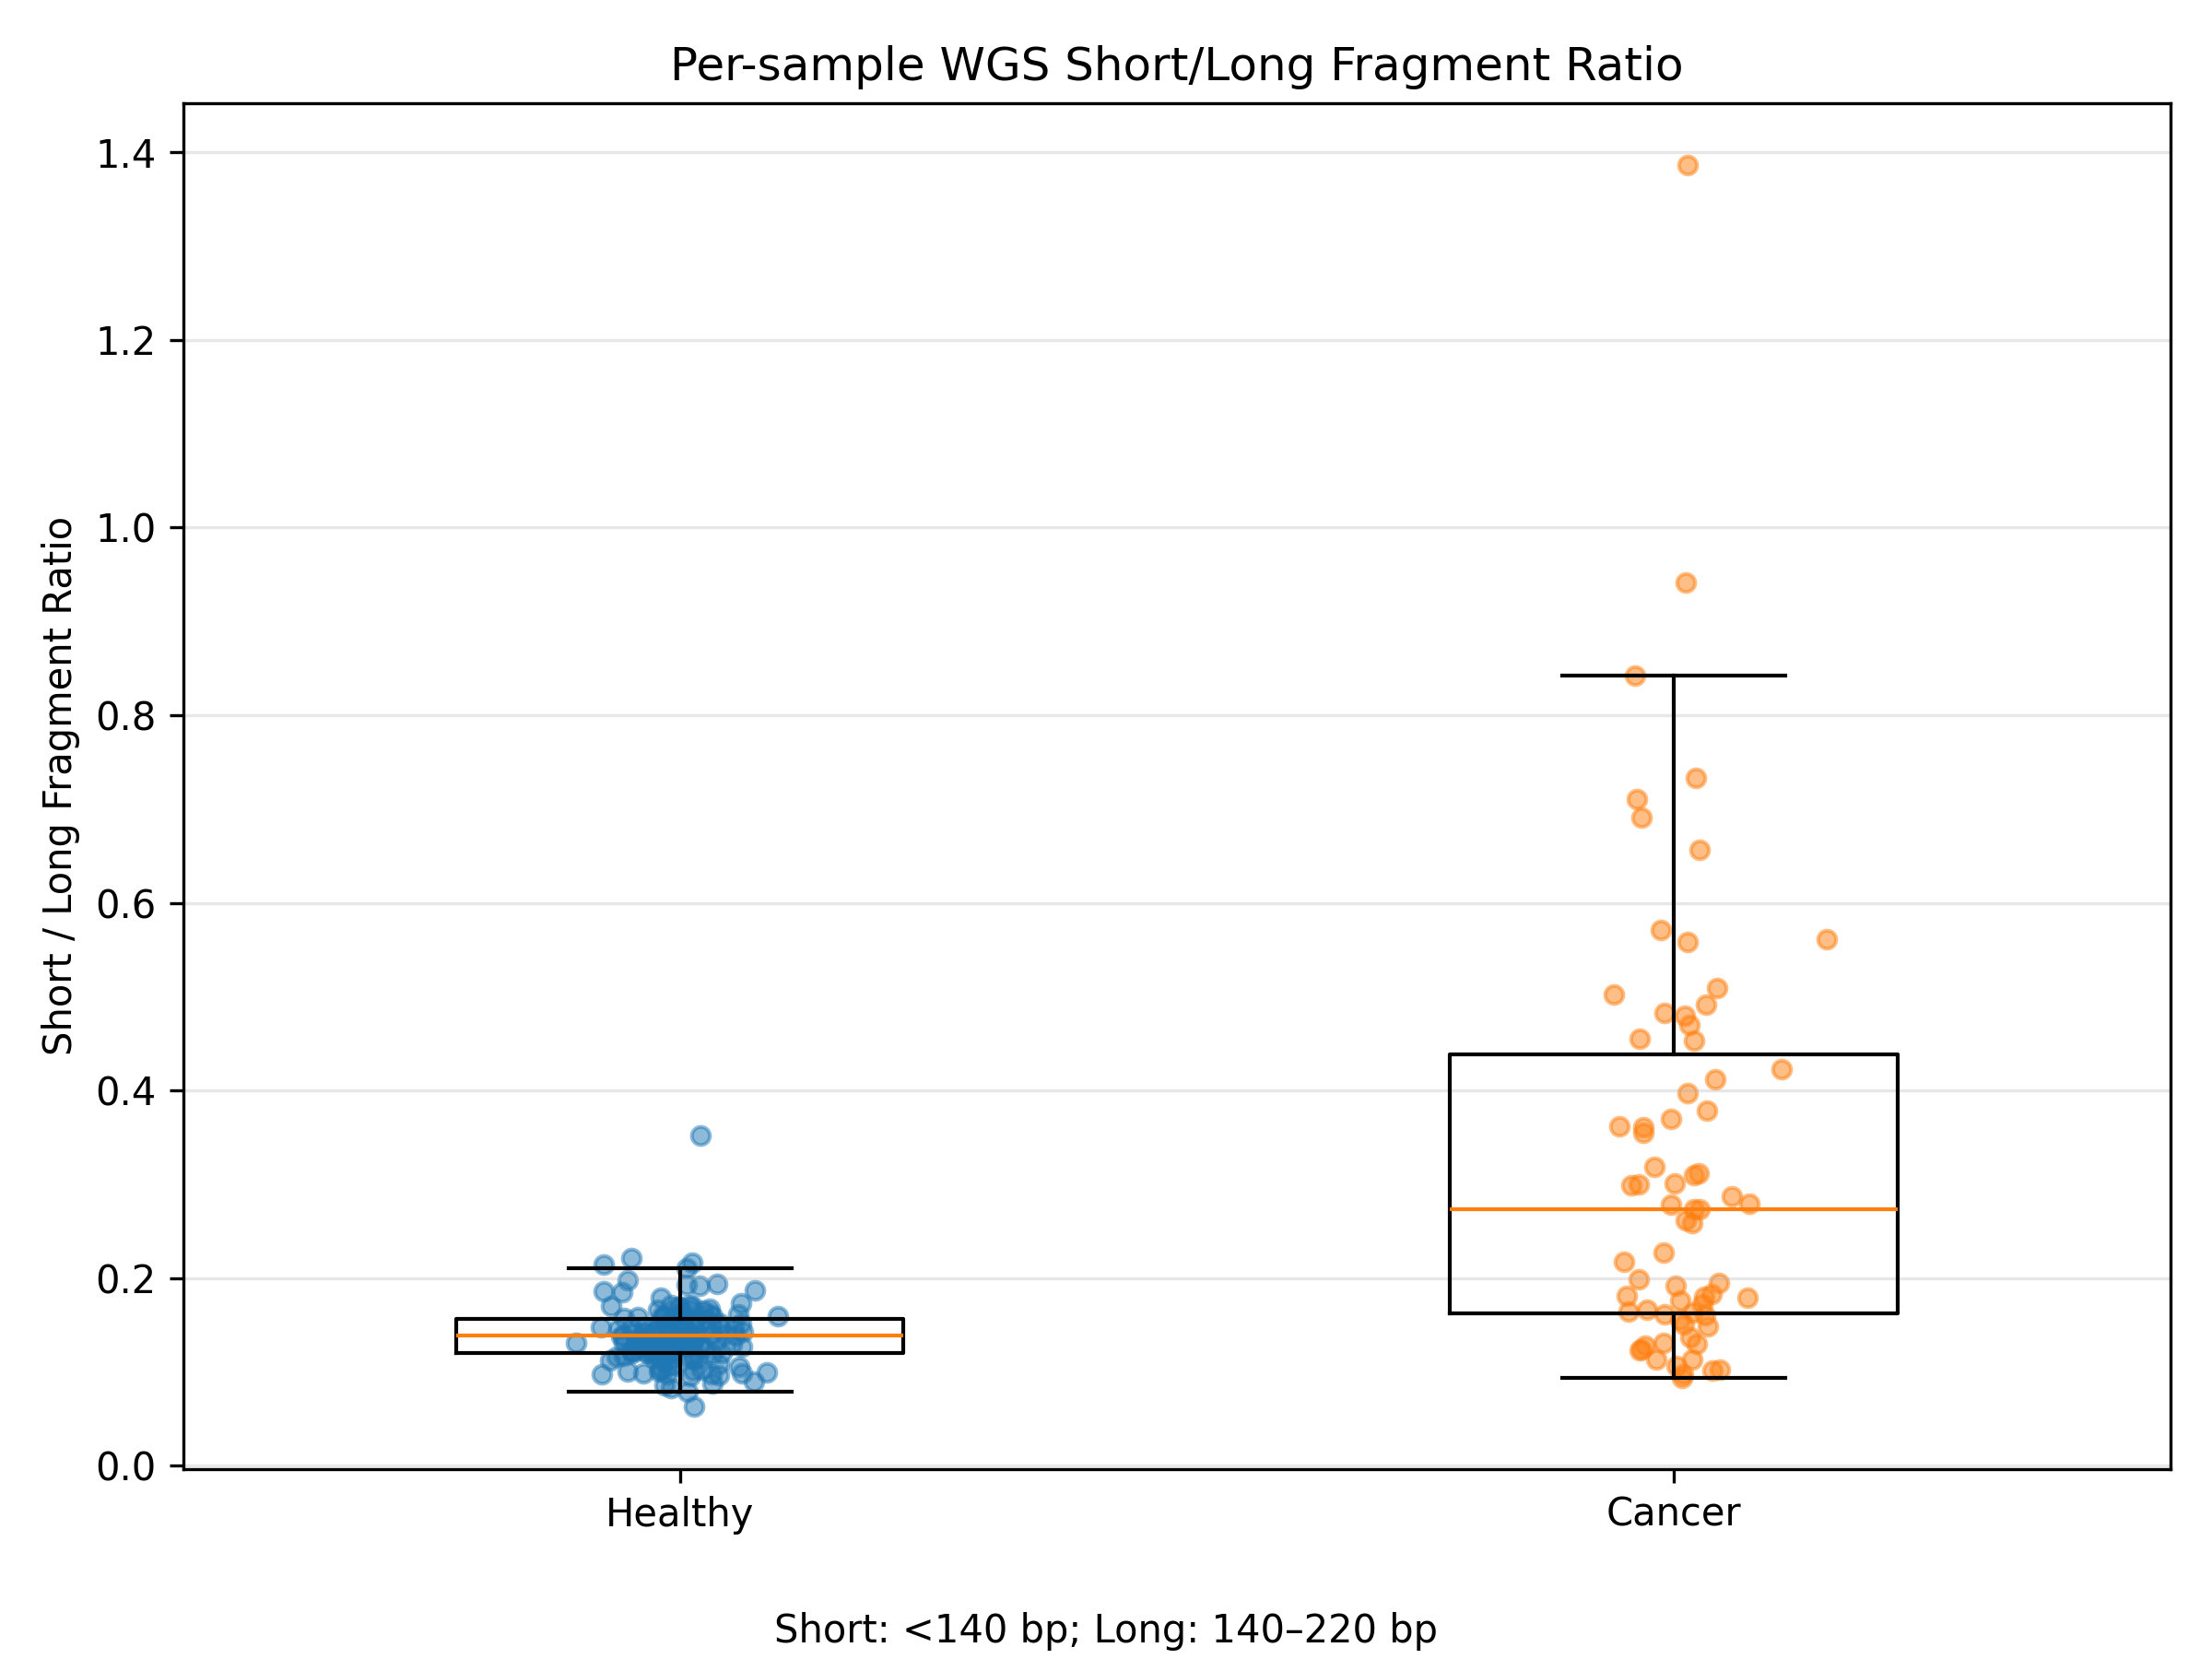 Per-sample WGS Short/Long Fragment Ratio
Short / Long Fragment Ratio
1.4
1.2
1.0
0.8
0.6
0.4
0.2
0.0
Healthy
Cancer
Short: <140 bp; Long: 140–220 bp